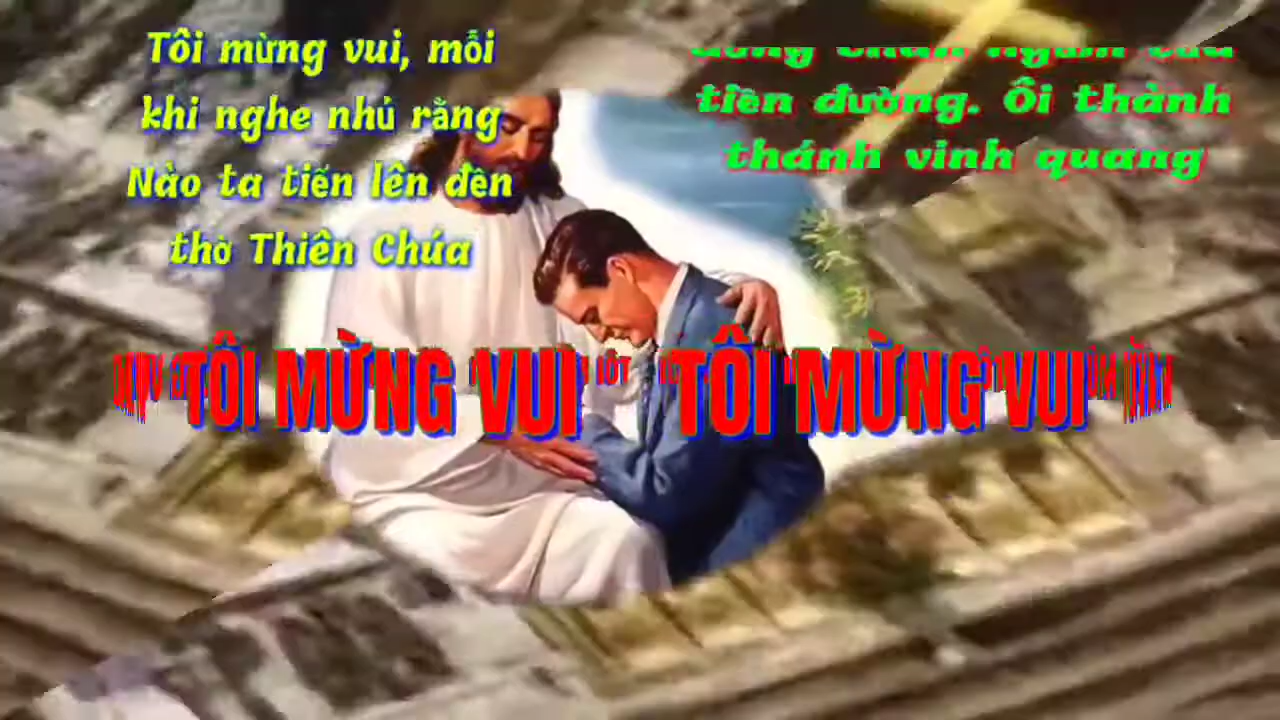 Tôi mừng vui, mỗi
khi nghe nhủ rằng
Nào ta tiến lên đền
thờ Thiên Chúa
tiền đường. Ôi thành
thánh vinh quang
TÔI MỪNG VUI TÔI MỪNG VUI